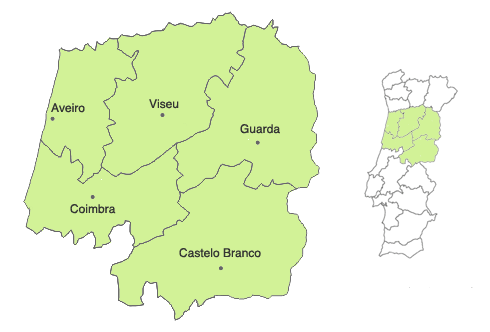 Aveiro
Viseu
Guarda
Coimbra
Castelo Branco